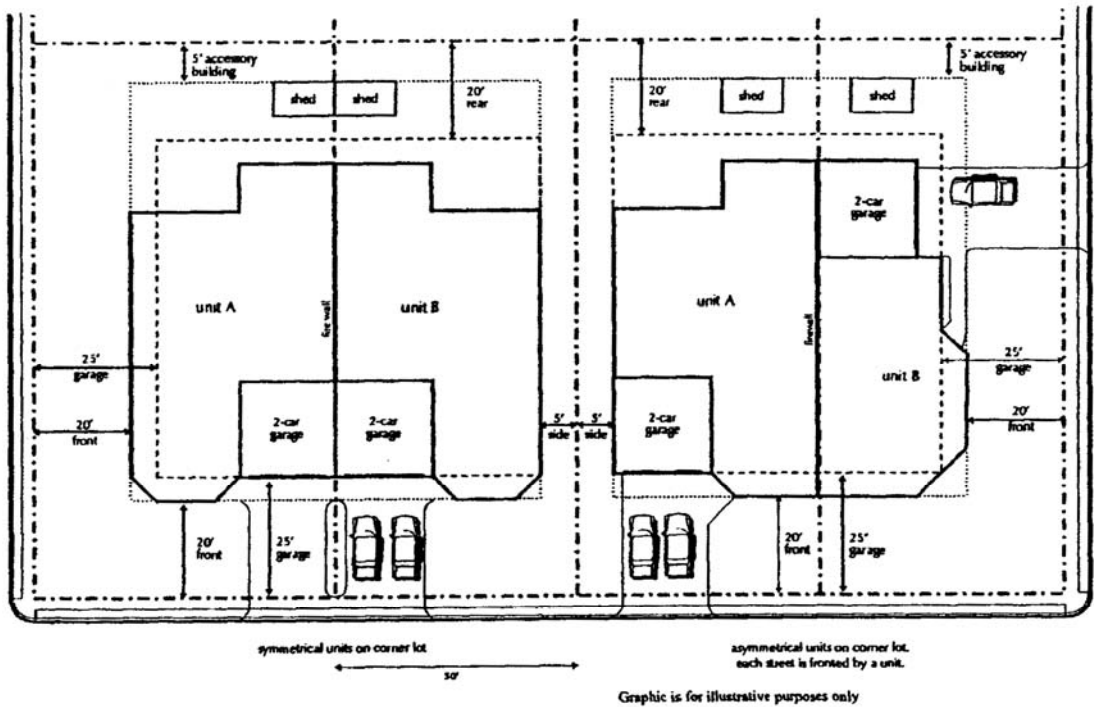 5' accessory
building
shed
shed
20'
rear
20'
rear
shed
shed
5' accessory
building
2-car
garage
unit A
fire wall
unit B
unit A
firewall
unit B
25'
garage
25'
garage
20'
front
2-car
garage
2-car
garage
5'
side
5'
side
2-car
garage
20'
front
20'
front
25'
garage
20'
front
25'
garage
symmetrical units on corner lot
30'
asymmetrical units on corner lot.
each street is fronted by a unit.
Graphic is for illustrative purposes only